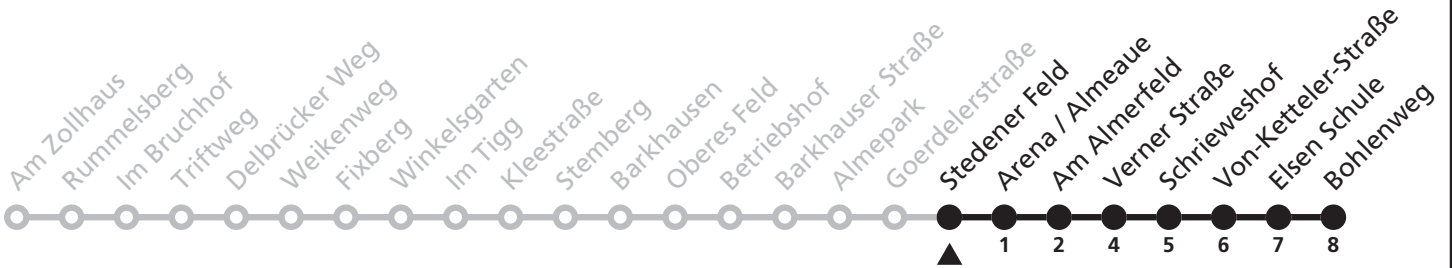 Am Zollhaus
Rummelsberg
Im Bruchhof
Triftweg
Delbrücker Weg
Weikenweg
Fixberg
Winkelsgarten
Im Tigg
Kleestraße
Stemberg
Barkhausen
Oberes Feld
Betriebshof
Barkhauser Straße
Almepark
Goerdelerstraße
Stedener Feld
Arena / Almeaue
Am Almerfeld
Verner Straße
Schrieweshof
Von-Ketteler-Straße
Elsen Schule
Bohlenweg
1 2 4 5 6 7 8